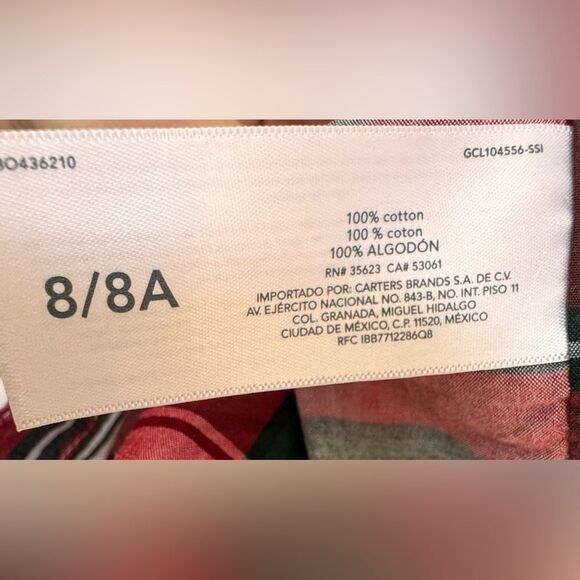 3O436210
GCL104556-SSI
8/8A
100% cotton
100 % coton
100% ALGODÓN
RN# 35623 CA# 53061
IMPORTADO POR: CARTERS BRANDS S.A. DE C.V.
AV. EJÉRCITO NACIONAL NO. 843-B, NO. INT. PISO 11
COL. GRANADA, MIGUEL HIDALGO
CIUDAD DE MÉXICO, C.P. 11520, MÉXICO
RFC IBB7712286Q8